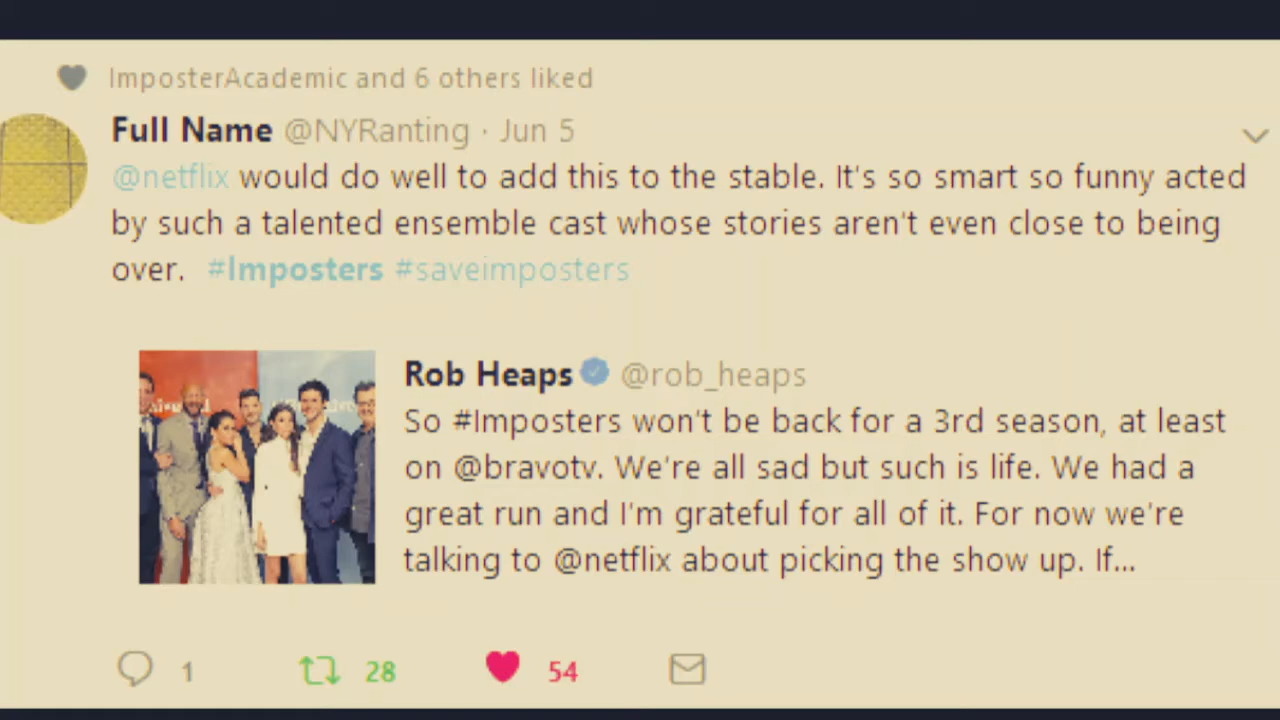 ImposterAcademic and 6 others liked
Full Name @NYRanting · Jun 5
@netflix would do well to add this to the stable. It's so smart so funny acted
by such a talented ensemble cast whose stories aren't even close to being
over. #Imposters #saveimposters
Rob Heaps @rob_heaps
So #Imposters won't be back for a 3rd season, at least
on @bravotv. We're all sad but such is life. We had a
great run and I'm grateful for all of it. For now we're
talking to @netflix about picking the show up. If...
1 28 54